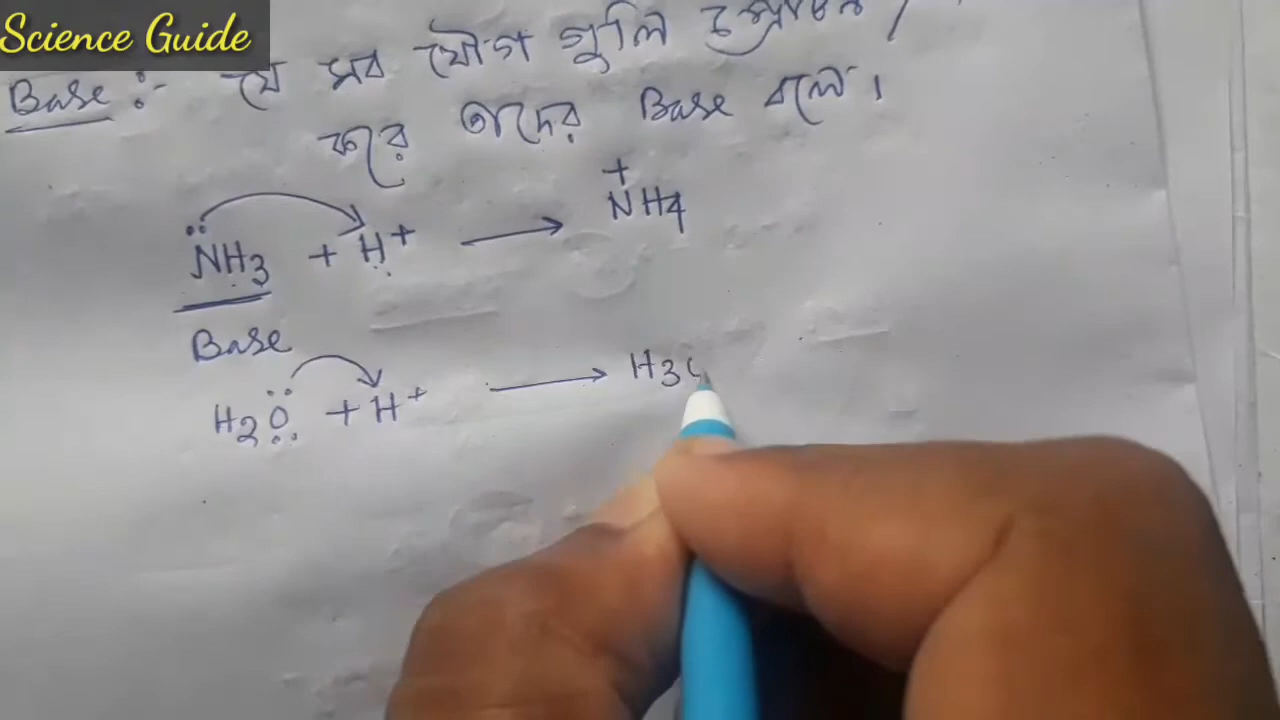 Science Guide
Base :- যে সব যৌগ গুলি
করে তাদের Base বলে।
NH3 + H+ ⟶ +NH4
Base
H2O + H+ ⟶ H3